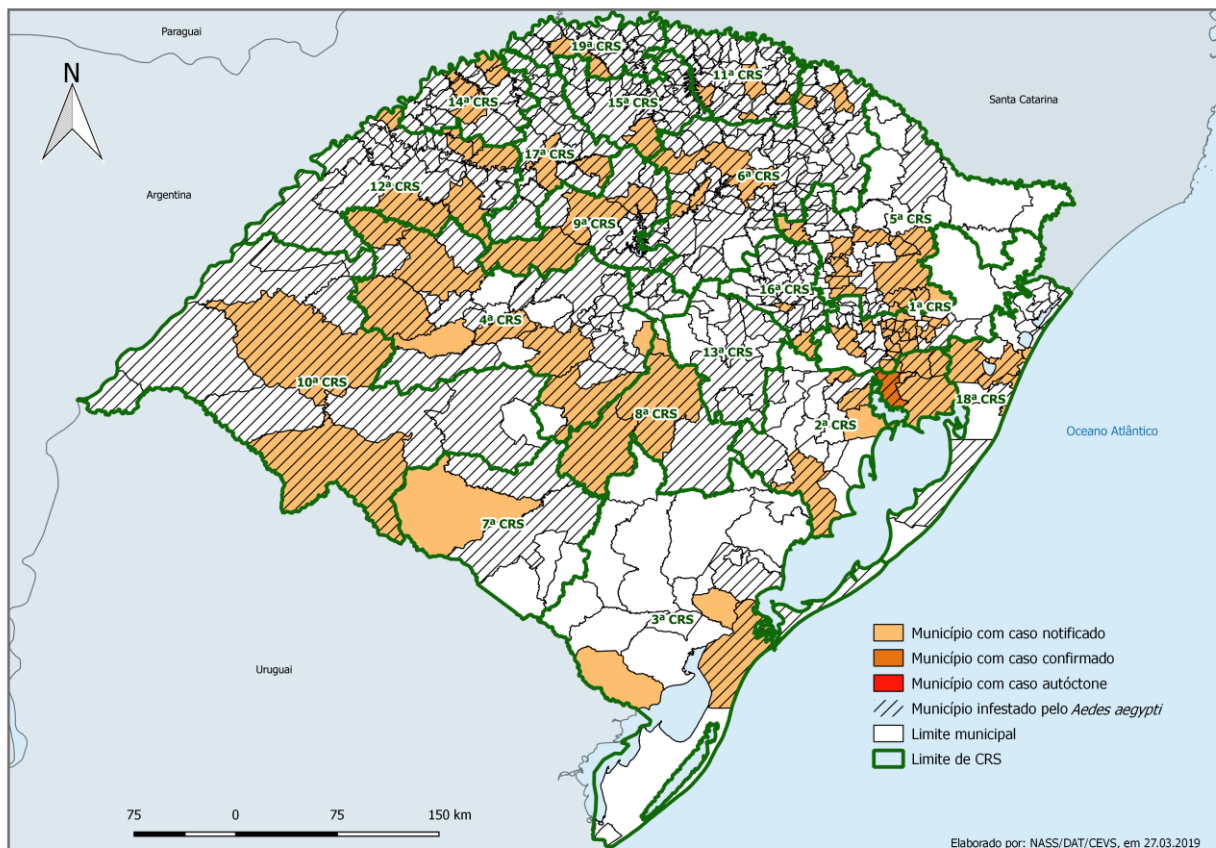 Paraguai
N
19ª CRS
11ª CRS
Santa Catarina
14ª CRS
15ª CRS
17ª CRS
6ª CRS
12ª CRS
Argentina
9ª CRS
5ª CRS
16ª CRS
1ª CRS
4ª CRS
13ª CRS
10ª CRS
18ª CRS
8ª CRS
2ª CRS
Oceano Atlântico
7ª CRS
3ª CRS
Uruguai
Município com caso notificado
Município com caso confirmado
Município com caso autóctone
Município infestado pelo Aedes aegypti
Limite municipal
Limite de CRS
75 0 75 150 km
Elaborado por: NASS/DAT/CEVS, em 27.03.2019